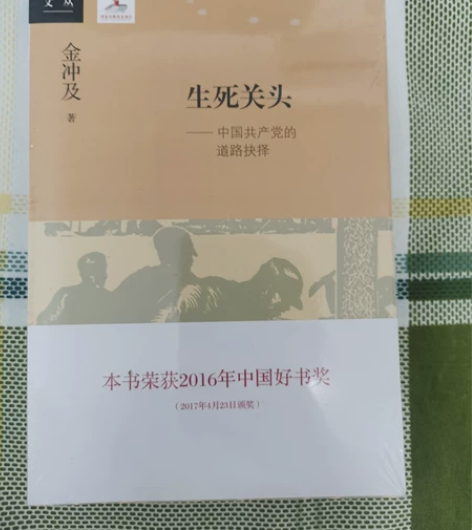 文丛
金冲及
著
生死关头
——中国共产党的
道路抉择
本书荣获2016年中国好书奖
（2017年4月23日颁奖）